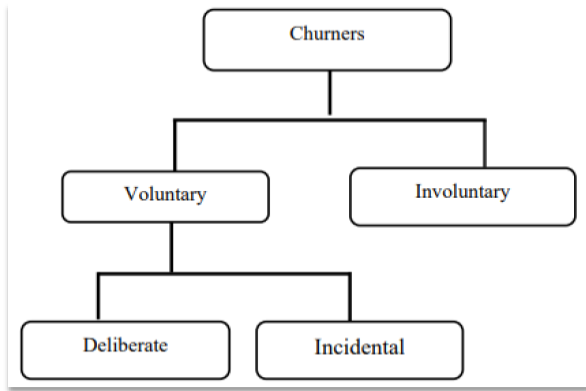 Churners
Voluntary
Involuntary
Deliberate
Incidental